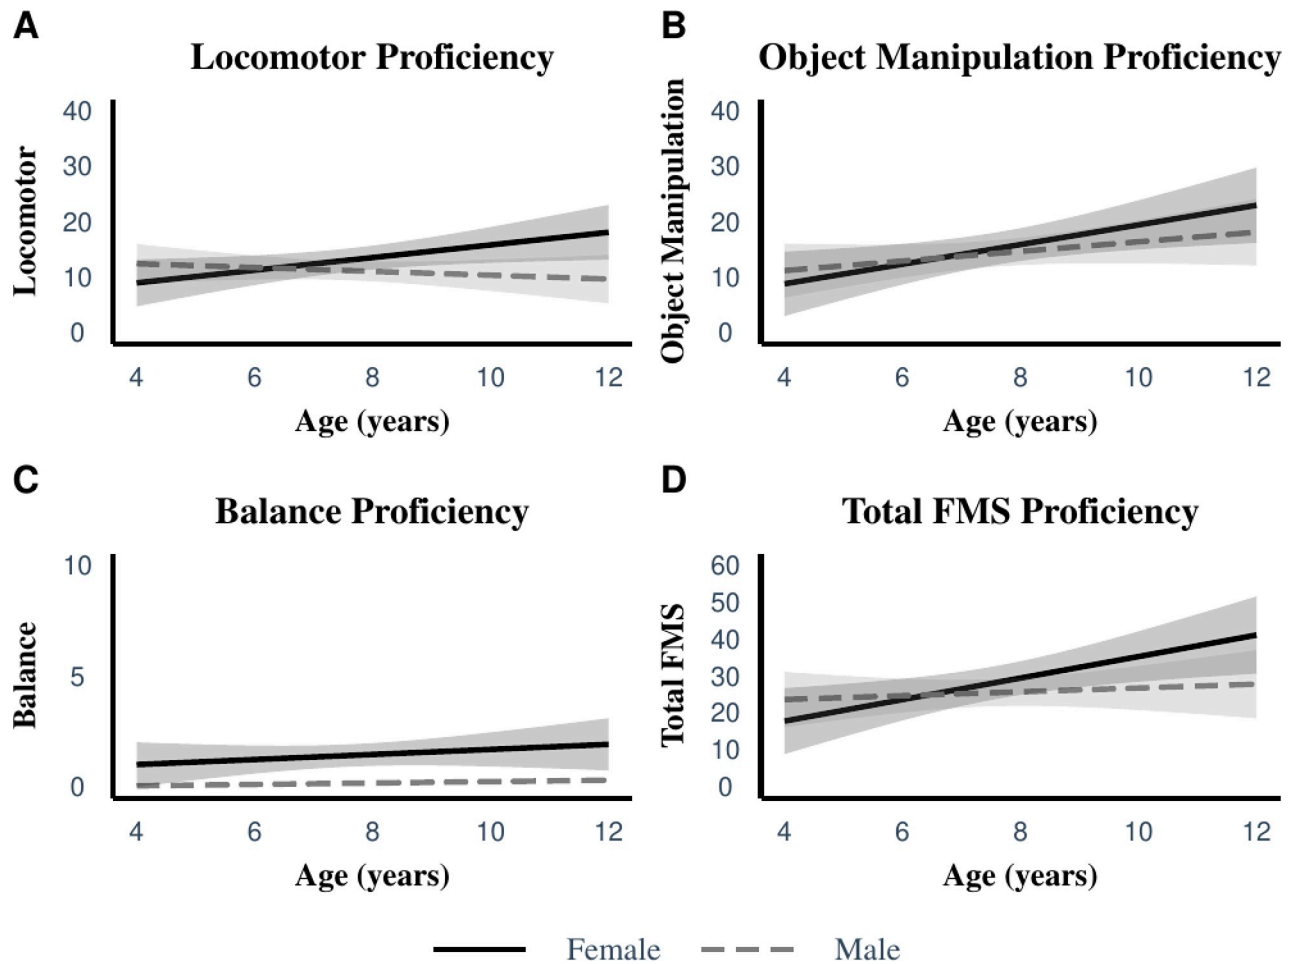 A
Locomotor Proficiency
Locomotor
40
30
20
10
0
4 6 8 10 12
Age (years)
B
Object Manipulation Proficiency
Object Manipulation
40
30
20
10
0
4 6 8 10 12
Age (years)
C
Balance Proficiency
Balance
10
5
0
4 6 8 10 12
Age (years)
D
Total FMS Proficiency
Total FMS
60
50
40
30
20
10
0
4 6 8 10 12
Age (years)
Female Male